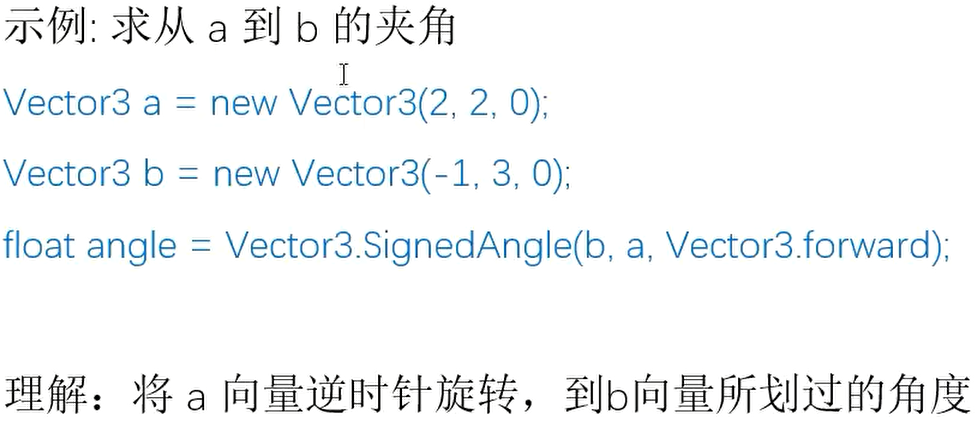 示例: 求从 a 到 b 的夹角
Vector3 a = new Vector3(2, 2, 0);
Vector3 b = new Vector3(-1, 3, 0);
float angle = Vector3.SignedAngle(b, a, Vector3.forward);
理解：将 a 向量逆时针旋转，到b向量所划过的角度